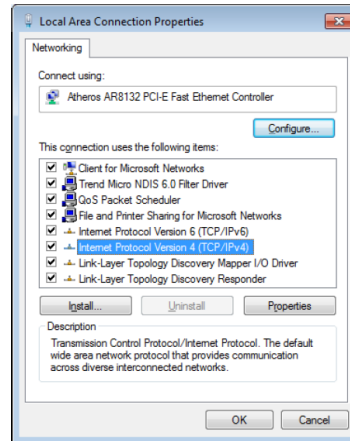 Local Area Connection Properties
Networking
Connect using:
Atheros AR8132 PCI-E Fast Ethernet Controller
Configure...
This connection uses the following items:
Client for Microsoft Networks
Trend Micro NDIS 6.0 Filter Driver
QoS Packet Scheduler
File and Printer Sharing for Microsoft Networks
Internet Protocol Version 6 (TCP/IPv6)
Internet Protocol Version 4 (TCP/IPv4)
Link-Layer Topology Discovery Mapper I/O Driver
Link-Layer Topology Discovery Responder
Install... Uninstall Properties
Description
Transmission Control Protocol/Internet Protocol. The default
wide area network protocol that provides communication
across diverse interconnected networks.
OK Cancel